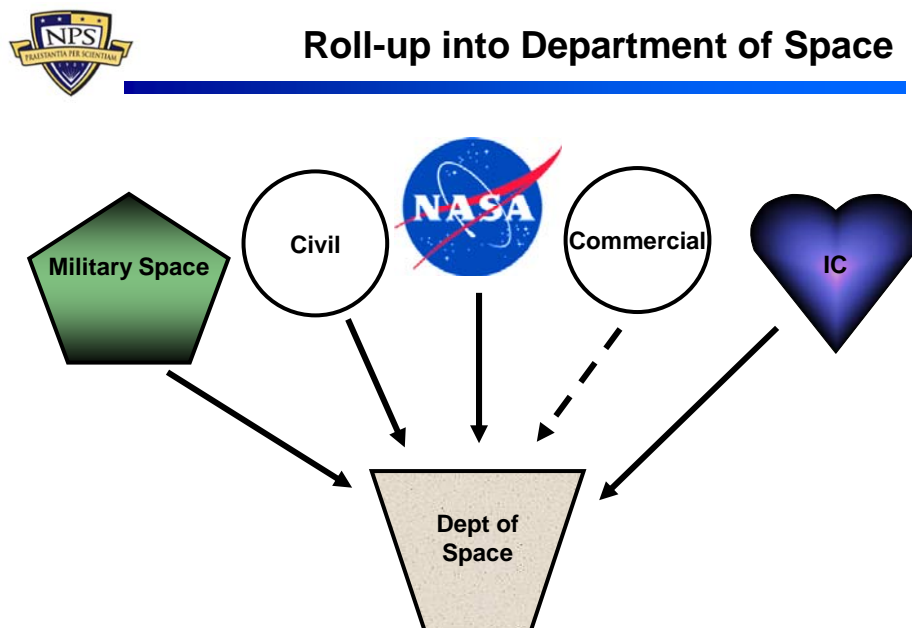 NPS
PRAESTANTIA PER SCIENTIAM
Roll-up into Department of Space
Military Space
Civil
NASA
Commercial
IC
Dept of
Space